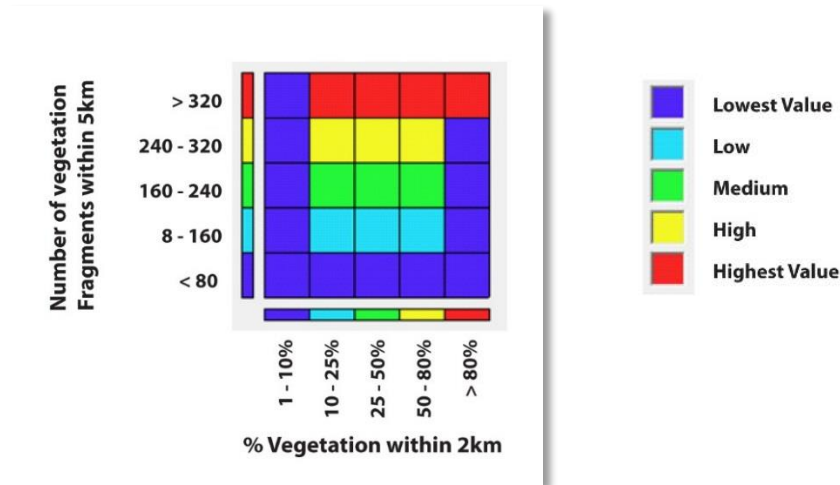 Number of vegetation
Fragments within 5km
> 320
240 - 320
160 - 240
8 - 160
< 80
1 - 10%
10 - 25%
25 - 50%
50 - 80%
> 80%
% Vegetation within 2km
Lowest Value
Low
Medium
High
Highest Value